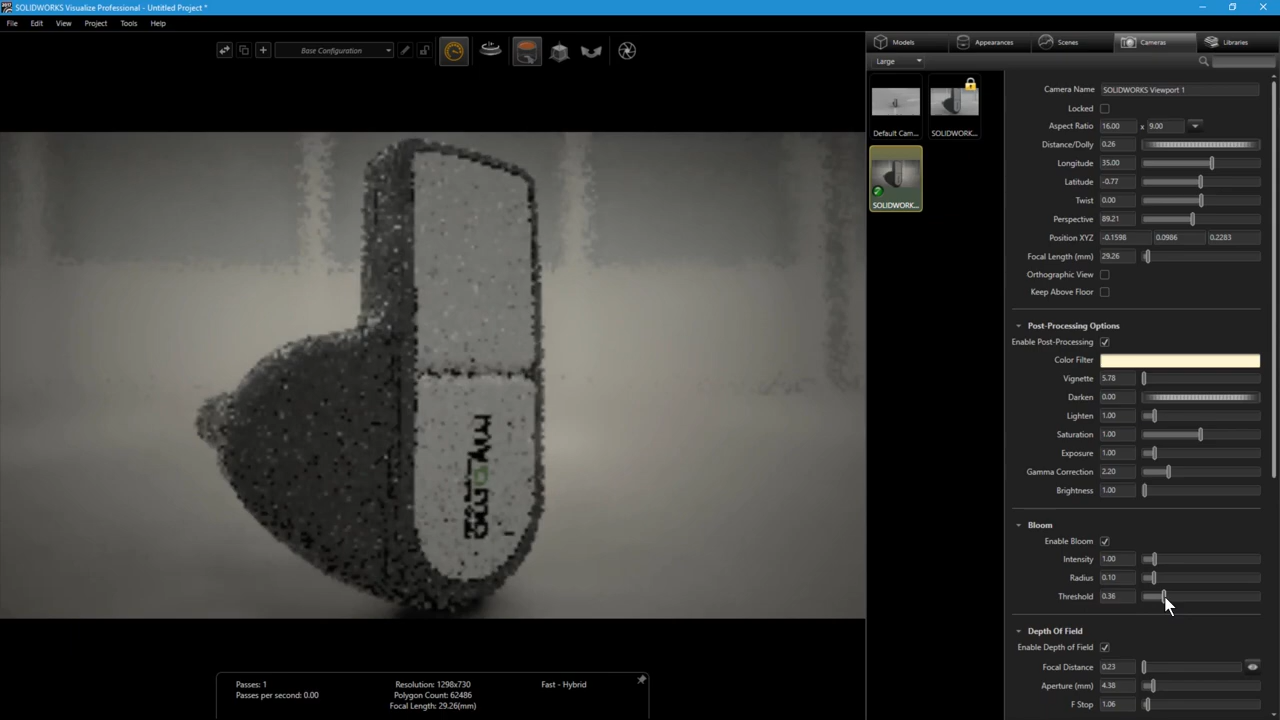 SOLIDWORKS Visualize Professional - Untitled Project *
File Edit View Project Tools Help
Base Configuration
Models Appearances Scenes Cameras Libraries
Large
Default Cam... SOLIDWORK...
SOLIDWORK...
Camera Name SOLIDWORKS Viewport 1
Locked
Aspect Ratio 16.00 x 9.00
Distance/Dolly 0.26
Longitude 35.00
Latitude -0.77
Twist 0.00
Perspective 89.21
Position XYZ -0.1598 0.0986 0.2283
Focal Length (mm) 29.26
Orthographic View
Keep Above Floor
Post-Processing Options
Enable Post-Processing
Color Filter
Vignette 5.78
Darken 0.00
Lighten 1.00
Saturation 1.00
Exposure 1.00
Gamma Correction 2.20
Brightness 1.00
Bloom
Enable Bloom
Intensity 1.00
Radius 0.10
Threshold 0.36
Depth Of Field
Enable Depth of Field
Focal Distance 0.23
Aperture (mm) 4.38
F Stop 1.06
Passes: 1 Resolution: 1298x730 Fast - Hybrid
Passes per second: 0.00 Polygon Count: 62486
Focal Length: 29.26(mm)